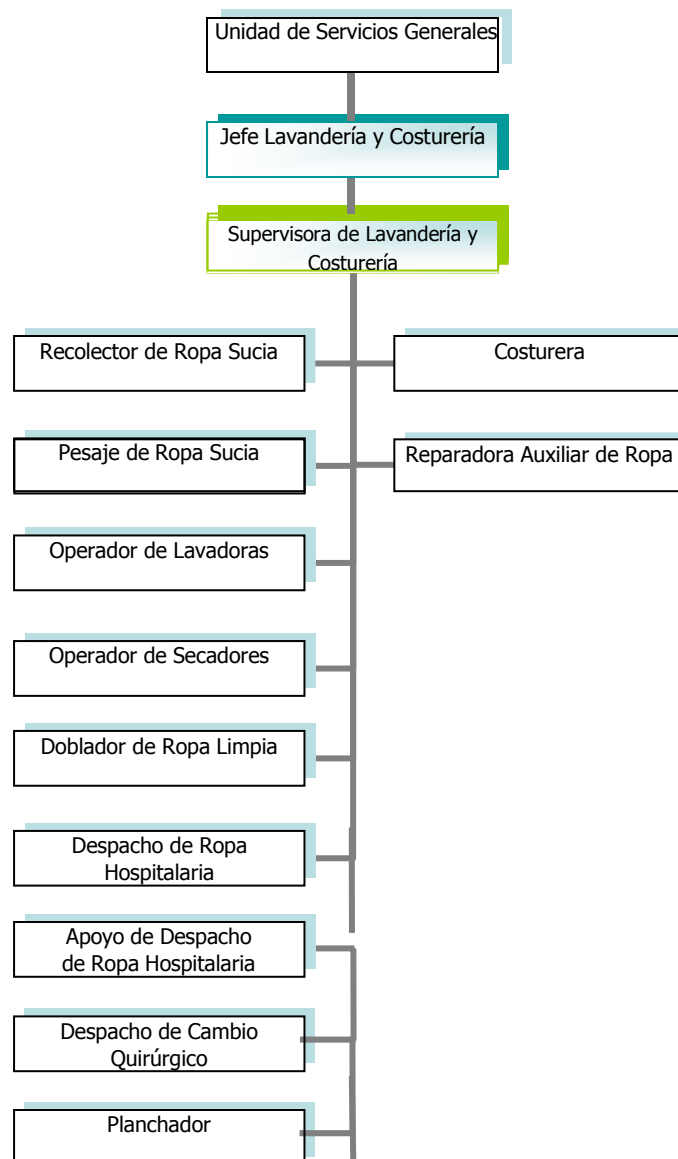 Unidad de Servicios Generales
Jefe Lavandería y Costurería
Supervisora de Lavandería y
Costurería
Recolector de Ropa Sucia
Costurera
Pesaje de Ropa Sucia
Reparadora Auxiliar de Ropa
Operador de Lavadoras
Operador de Secadores
Doblador de Ropa Limpia
Despacho de Ropa
Hospitalaria
Apoyo de Despacho
de Ropa Hospitalaria
Despacho de Cambio
Quirúrgico
Planchador